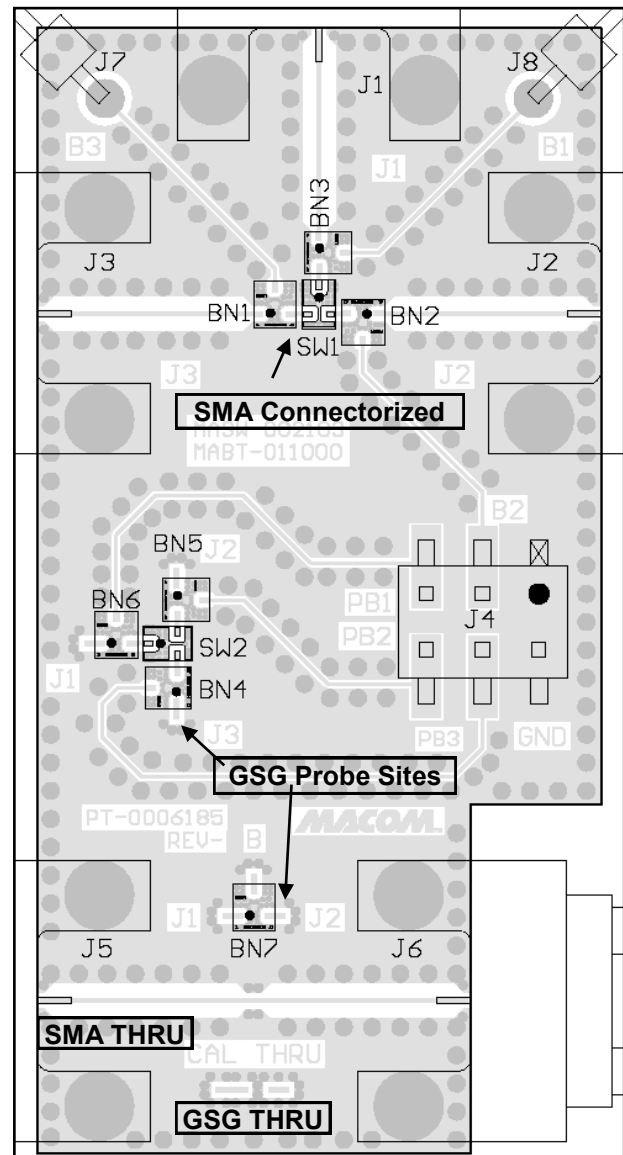 J7
J1
J8
B3
J1
B1
BN3
J3
J2
BN1
BN2
SW1
J3
J2
SMA Connectorized
MASW-002103
MABT-011000
B2
BN5
J2
BN6
PB1
J4
PB2
SW2
J1
BN4
J3
PB3
GND
GSG Probe Sites
PT-0006185
REV-
MACOM
B
J1
J2
J5
BN7
J6
SMA THRU
CAL THRU
GSG THRU